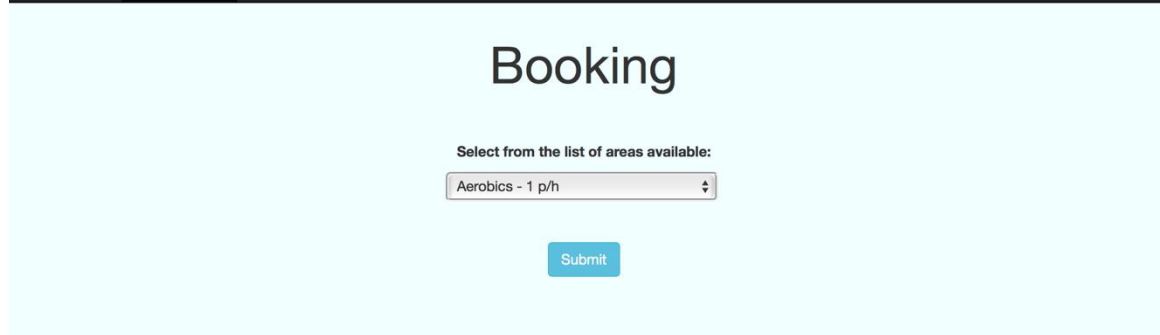 Booking
Select from the list of areas available:
Aerobics - 1 p/h
Submit